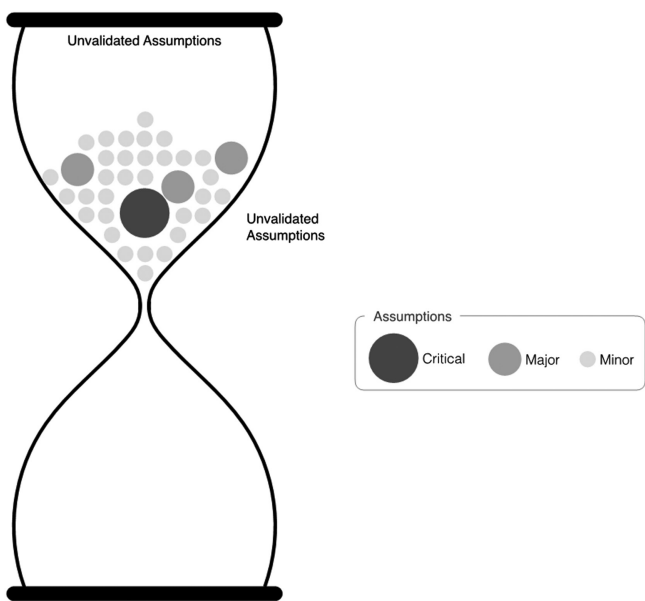 Unvalidated Assumptions
Unvalidated
Assumptions
Assumptions
Critical
Major
Minor